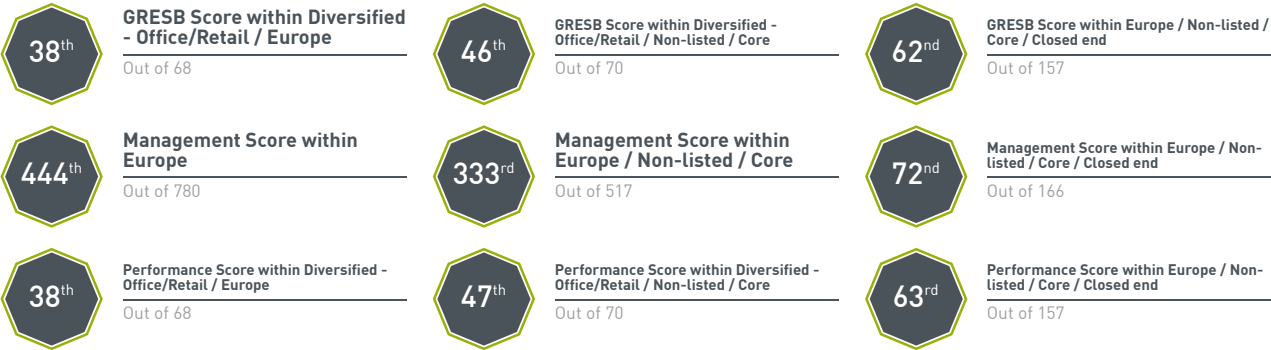 38th
GRESB Score within Diversified
- Office/Retail / Europe
Out of 68
46th
GRESB Score within Diversified -
Office/Retail / Non-listed / Core
Out of 70
62nd
GRESB Score within Europe / Non-listed /
Core / Closed end
Out of 157
444th
Management Score within
Europe
Out of 780
333rd
Management Score within
Europe / Non-listed / Core
Out of 517
72nd
Management Score within Europe / Non-
listed / Core / Closed end
Out of 166
38th
Performance Score within Diversified -
Office/Retail / Europe
Out of 68
47th
Performance Score within Diversified -
Office/Retail / Non-listed / Core
Out of 70
63rd
Performance Score within Europe / Non-
listed / Core / Closed end
Out of 157